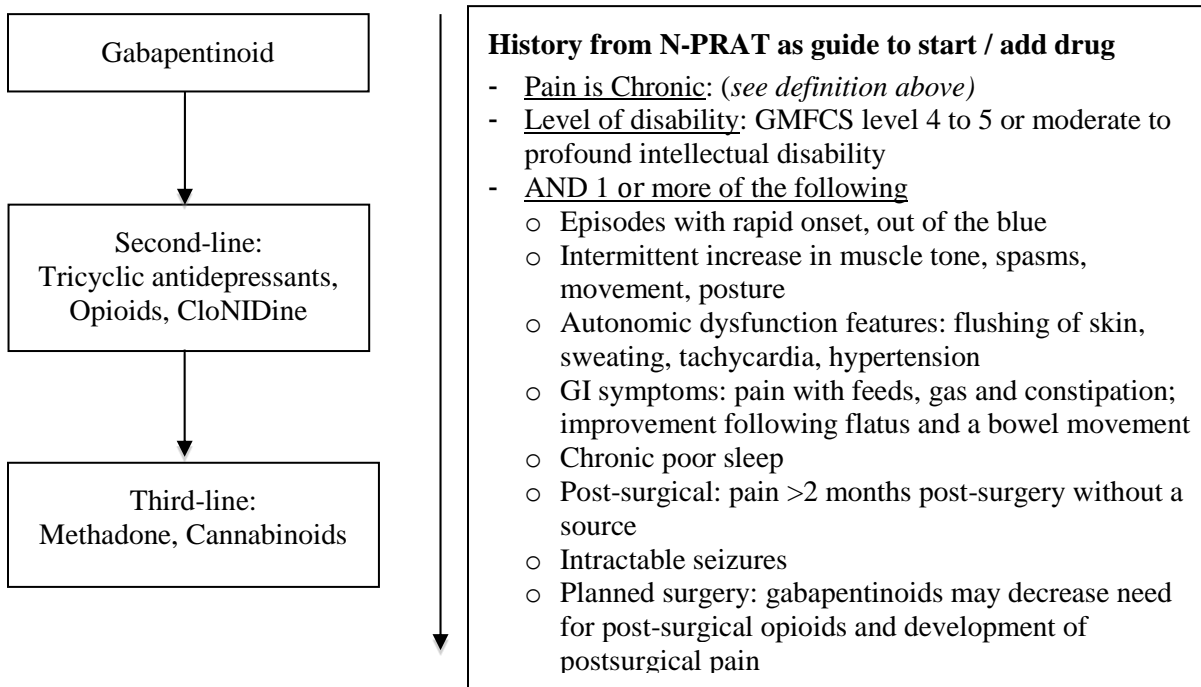 Gabapentinoid
Second-line:
Tricyclic antidepressants,
Opioids, CloNIDine
Third-line:
Methadone, Cannabinoids
History from N-PRAT as guide to start / add drug
- Pain is Chronic: (see definition above)
- Level of disability: GMFCS level 4 to 5 or moderate to
profound intellectual disability
- AND 1 or more of the following
o Episodes with rapid onset, out of the blue
o Intermittent increase in muscle tone, spasms,
movement, posture
o Autonomic dysfunction features: flushing of skin,
sweating, tachycardia, hypertension
o GI symptoms: pain with feeds, gas and constipation;
improvement following flatus and a bowel movement
o Chronic poor sleep
o Post-surgical: pain >2 months post-surgery without a
source
o Intractable seizures
o Planned surgery: gabapentinoids may decrease need
for post-surgical opioids and development of
postsurgical pain